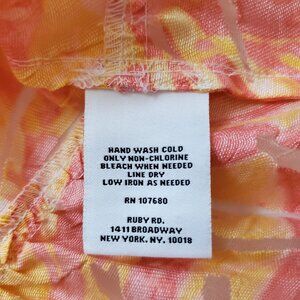 HAND WASH COLD
ONLY NON-CHLORINE
BLEACH WHEN NEEDED
LINE DRY
LOW IRON AS NEEDED
RN 107680
RUBY RD.
1411 BROADWAY
NEW YORK, NY. 10018